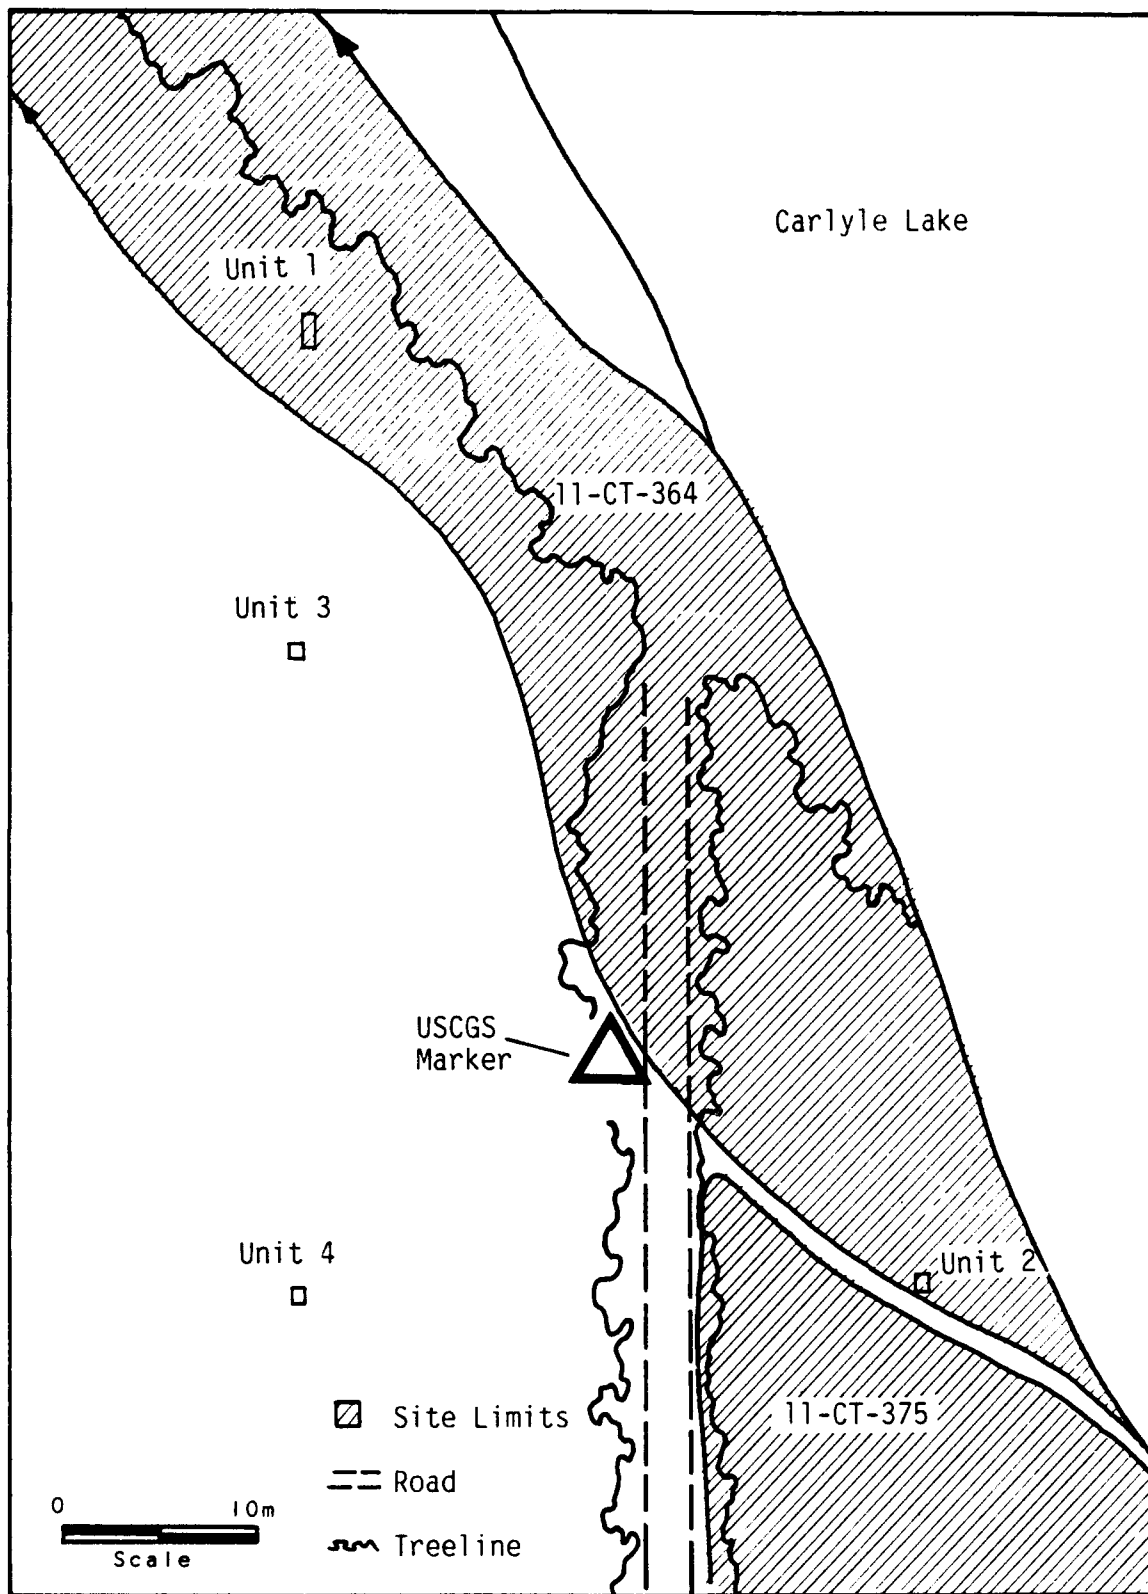 Carlyle Lake
Unit 1
11-CT-364
Unit 3
USCGS
Marker
Unit 4
Unit 2
11-CT-375
Site Limits
Road
Treeline
0 10m
Scale